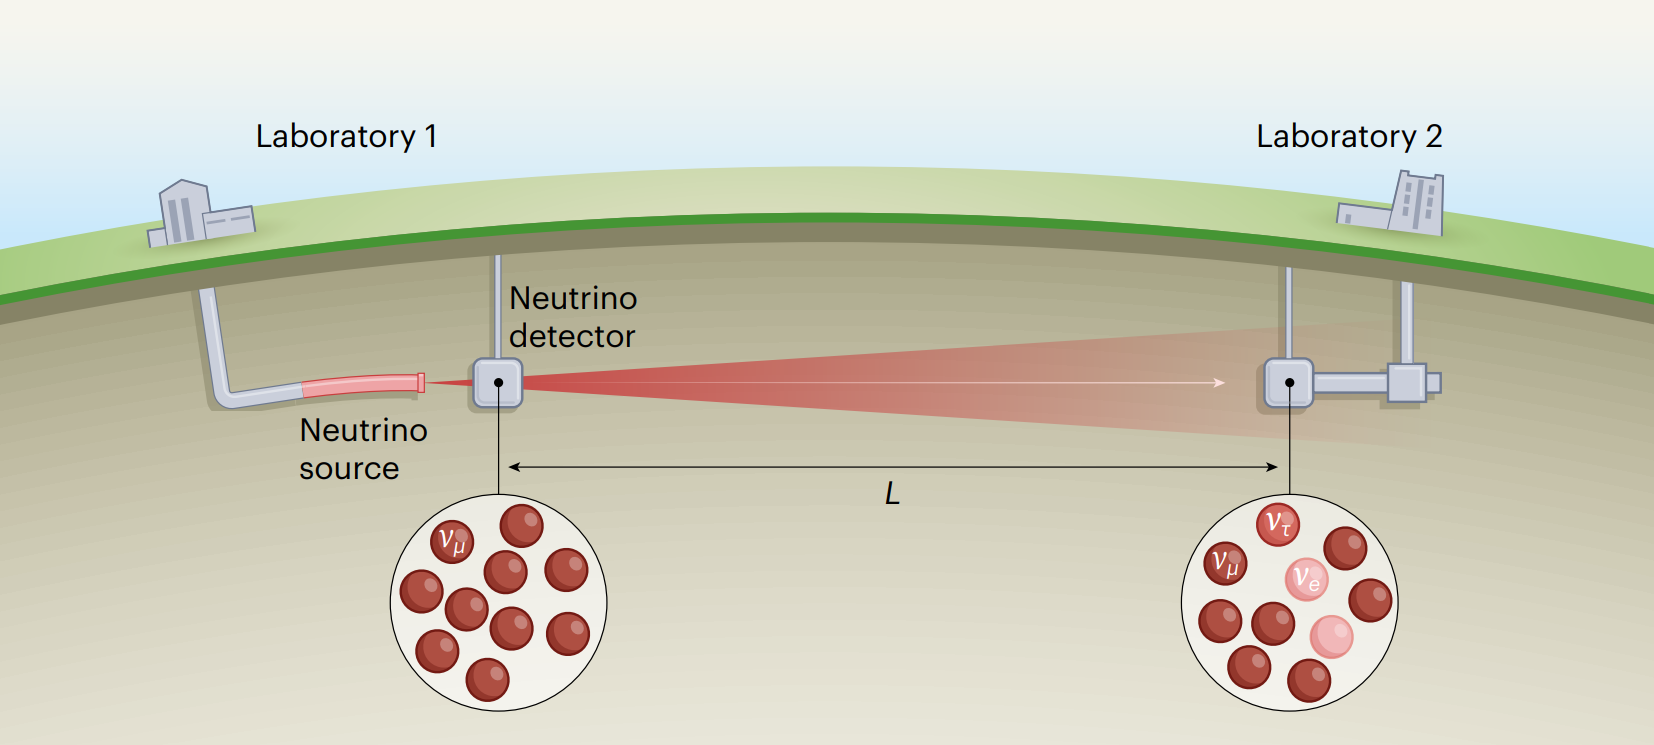 Laboratory 1
Laboratory 2
Neutrino
detector
Neutrino
source
L
νμ
ντ
νμ
νe